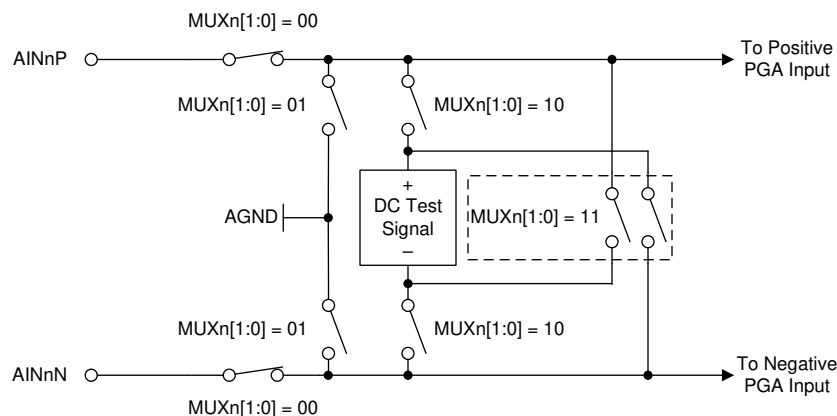 MUXn[1:0] = 00
AINnP
To Positive
PGA Input
MUXn[1:0] = 01
MUXn[1:0] = 10
+
DC Test
Signal
–
AGND
MUXn[1:0] = 11
MUXn[1:0] = 01
MUXn[1:0] = 10
AINnN
To Negative
PGA Input
MUXn[1:0] = 00